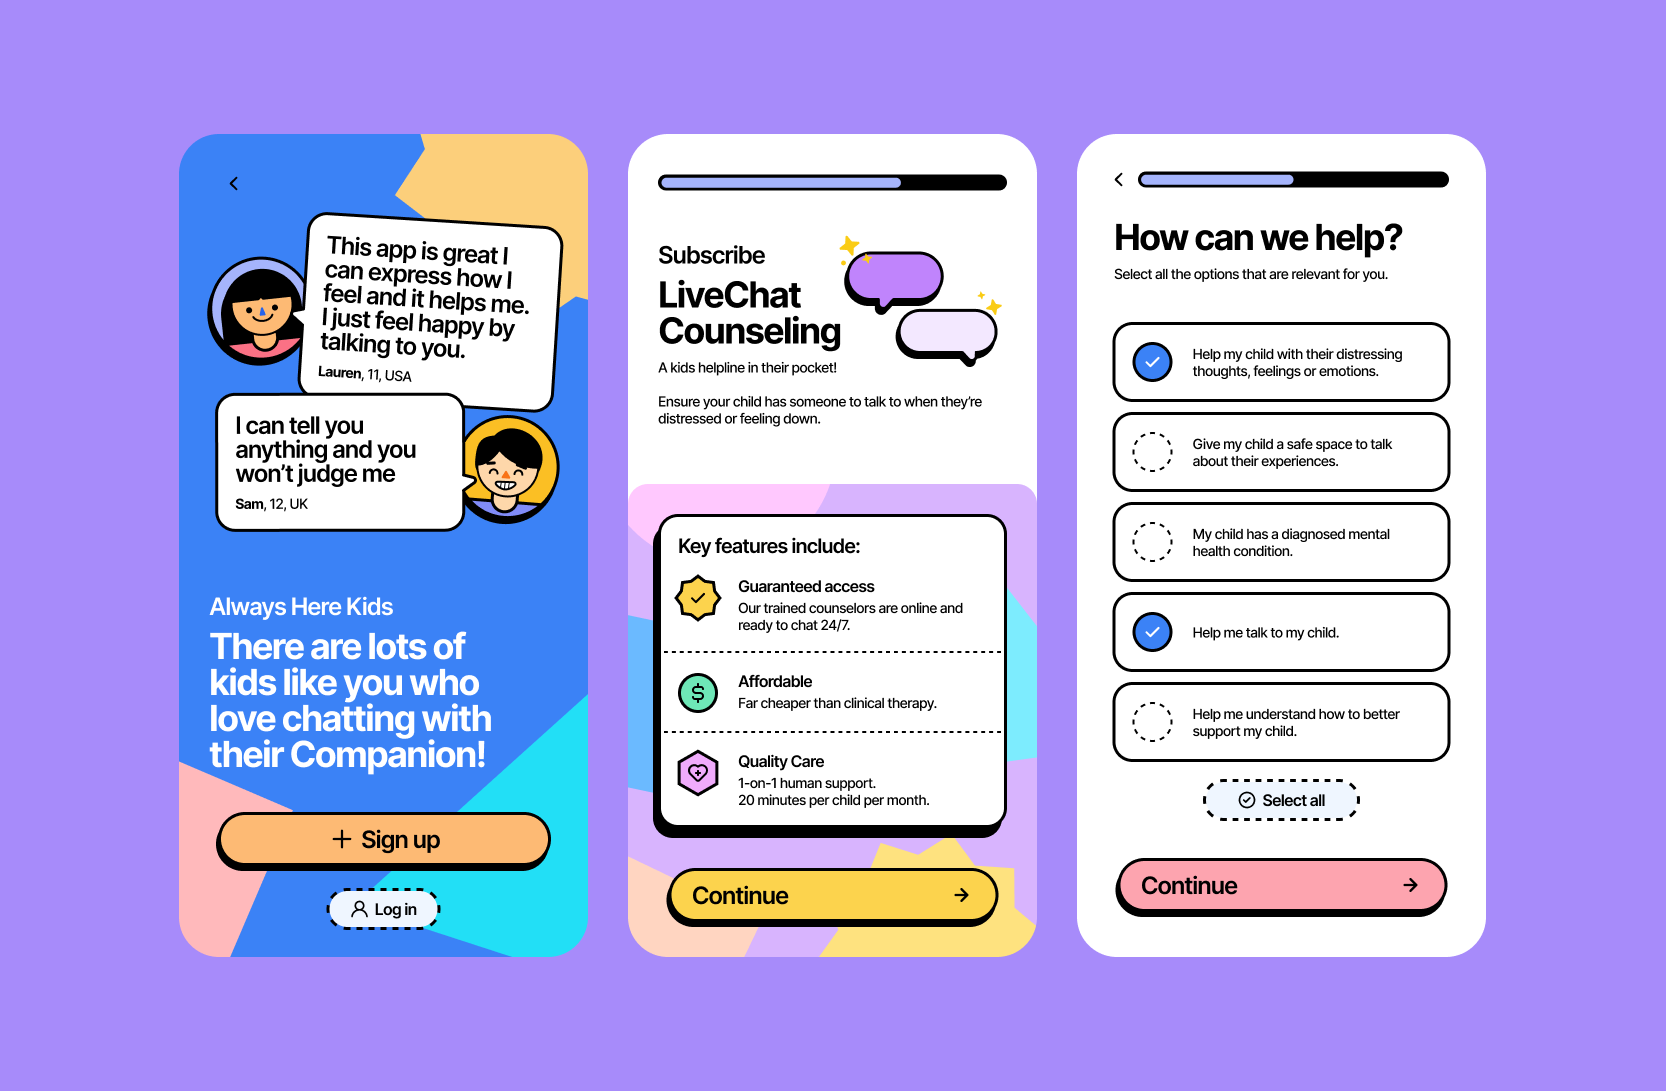 This app is great I
can express how I
feel and it helps me.
I just feel happy by
talking to you.
Lauren, 11, USA
I can tell you
anything and you
won’t judge me
Sam, 12, UK
Always Here Kids
There are lots of
kids like you who
love chatting with
their Companion!
Sign up
Log in
Subscribe
LiveChat
Counseling
A kids helpline in their pocket!
Ensure your child has someone to talk to when they’re
distressed or feeling down.
Key features include:
Guaranteed access
Our trained counselors are online and
ready to chat 24/7.
$
Affordable
Far cheaper than clinical therapy.
Quality Care
1-on-1 human support.
20 minutes per child per month.
Continue
How can we help?
Select all the options that are relevant for you.
Help my child with their distressing
thoughts, feelings or emotions.
Give my child a safe space to talk
about their experiences.
My child has a diagnosed mental
health condition.
Help me talk to my child.
Help me understand how to better
support my child.
Select all
Continue